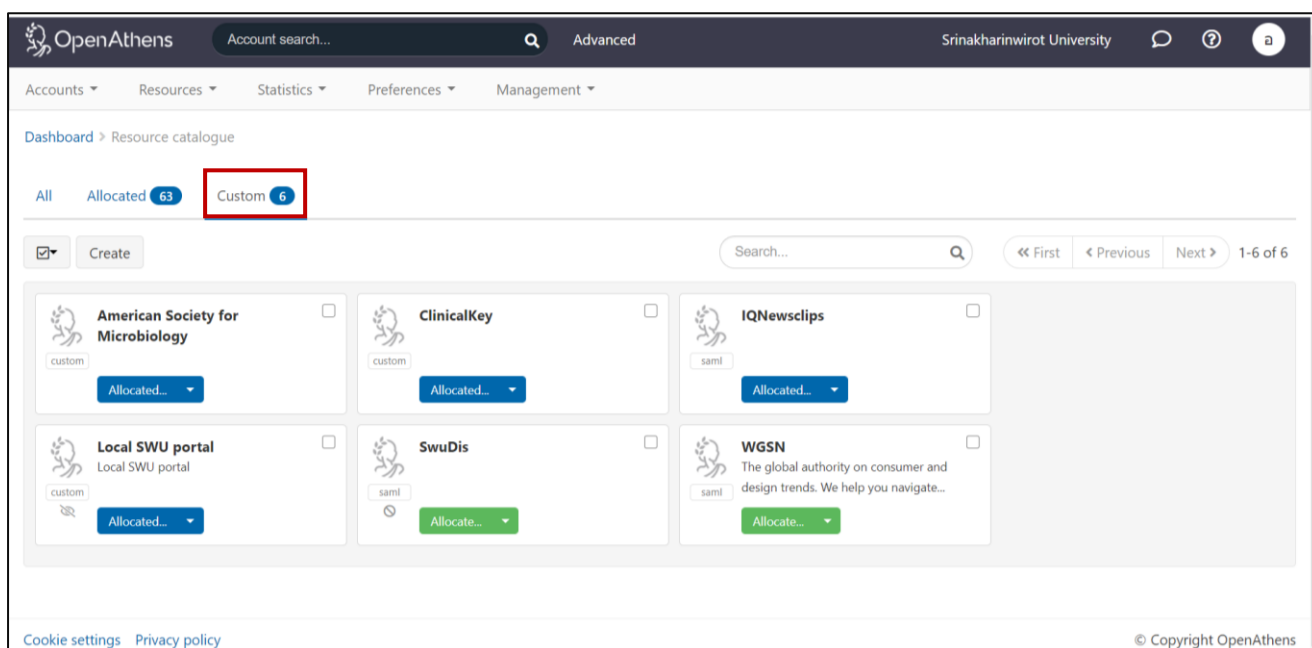 OpenAthens Account search... Advanced Srinakharinwirot University อ
Accounts Resources Statistics Preferences Management
Dashboard > Resource catalogue
All Allocated 63 Custom 6
Create Search... « First < Previous Next > 1-6 of 6
American Society for
Microbiology
custom
Allocated...
ClinicalKey
custom
Allocated...
IQNewsclips
saml
Allocated...
Local SWU portal
Local SWU portal
custom
Allocated...
SwuDis
saml
Allocate...
WGSN
The global authority on consumer and
design trends. We help you navigate...
saml
Allocate...
Cookie settings Privacy policy © Copyright OpenAthens